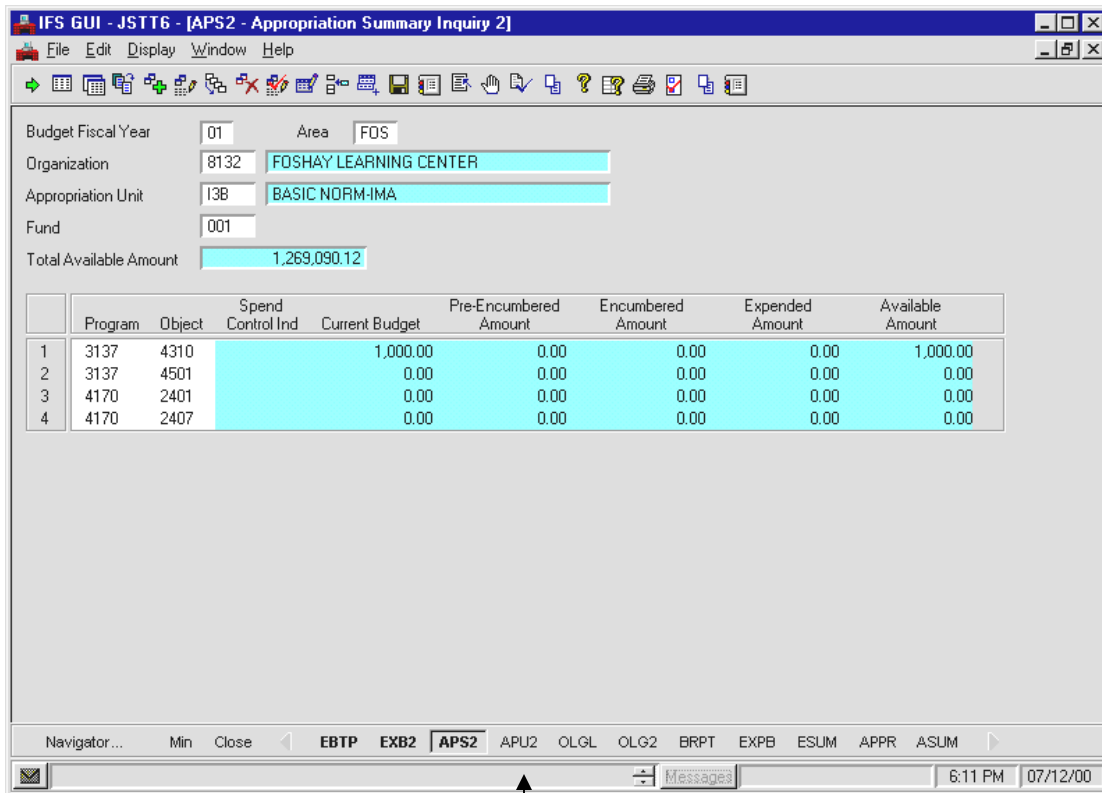 IFS GUI - JSTT6 - [APS2 - Appropriation Summary Inquiry 2]
File Edit Display Window Help
Budget Fiscal Year 01 Area FOS
Organization 8132 FOSHAY LEARNING CENTER
Appropriation Unit I3B BASIC NORM-IMA
Fund 001
Total Available Amount 1,269,090.12
Program Object Spend Control Ind Current Budget Pre-Encumbered Amount Encumbered Amount Expended Amount Available Amount
1 3137 4310 1,000.00 0.00 0.00 0.00 1,000.00
2 3137 4501 0.00 0.00 0.00 0.00 0.00
3 4170 2401 0.00 0.00 0.00 0.00 0.00
4 4170 2407 0.00 0.00 0.00 0.00 0.00
Navigator... Min Close EBTP EXB2 APS2 APU2 OLGL OLG2 BRPT EXPB ESUM APPR ASUM
Messages 6:11 PM 07/12/00